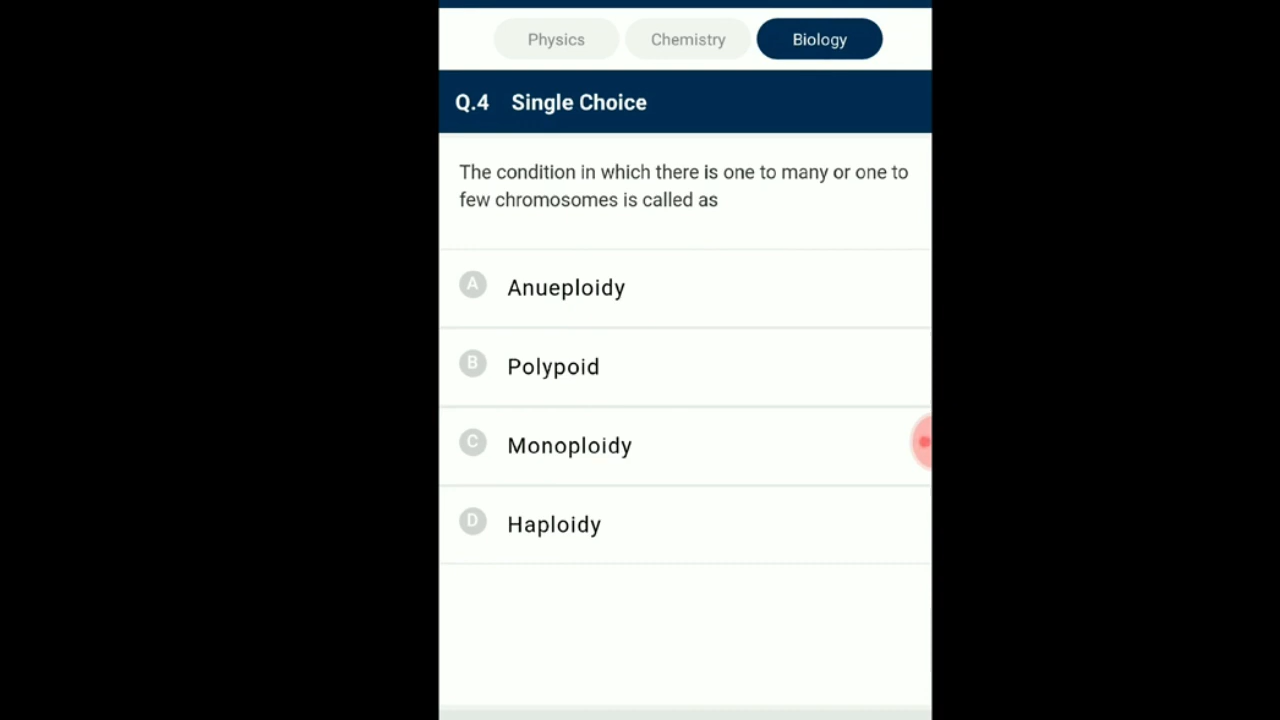 Physics Chemistry Biology
Q.4 Single Choice
The condition in which there is one to many or one to
few chromosomes is called as
A Anueploidy
B Polypoid
C Monoploidy
D Haploidy